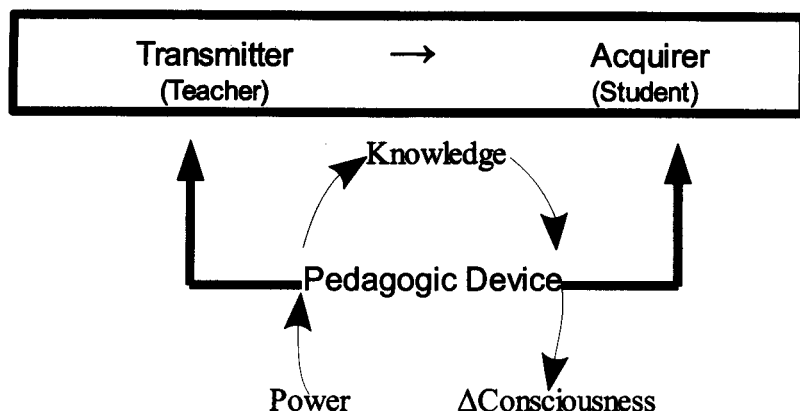 Transmitter → Acquirer
(Teacher) (Student)
Knowledge
Pedagogic Device
Power ΔConsciousness